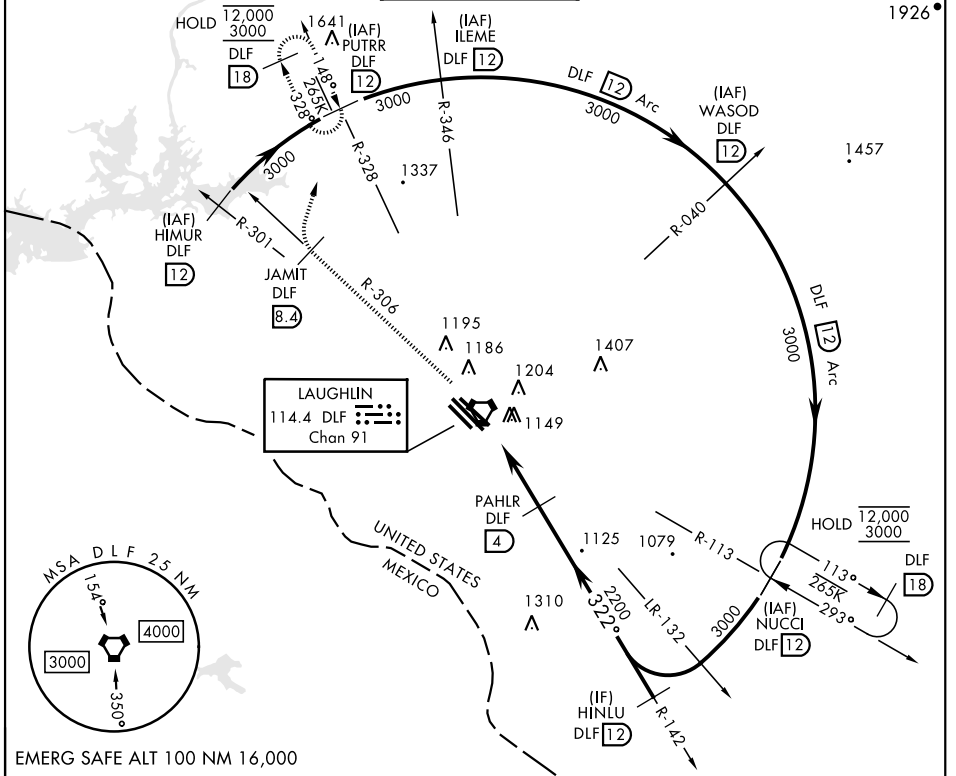 HOLD 12,000
3000
DLF
18
1641
(IAF)
PUTRR
DLF
12
(IAF)
ILEME
DLF 12
1926
148°
265K
328°
3000
3000
R-328
R-346
DLF 12 Arc
3000
(IAF)
WASOD
DLF
12
1457
1337
R-040
(IAF)
HIMUR
DLF
12
R-301
JAMIT
DLF
8.4
R-306
DLF 12 Arc
3000
1195
1186
1204
1407
1149
LAUGHLIN
114.4 DLF
Chan 91
PAHLR
DLF
4
UNITED STATES
MEXICO
1125
1079
R-113
HOLD 12,000
3000
DLF
18
113°
265K
293°
(IAF)
NUCCI
DLF 12
3000
LR-132
2200
322°
1310
(IF)
HINLU
DLF 12
R-142
MSA DLF 25 NM
154°
4000
3000
350°
EMERG SAFE ALT 100 NM 16,000